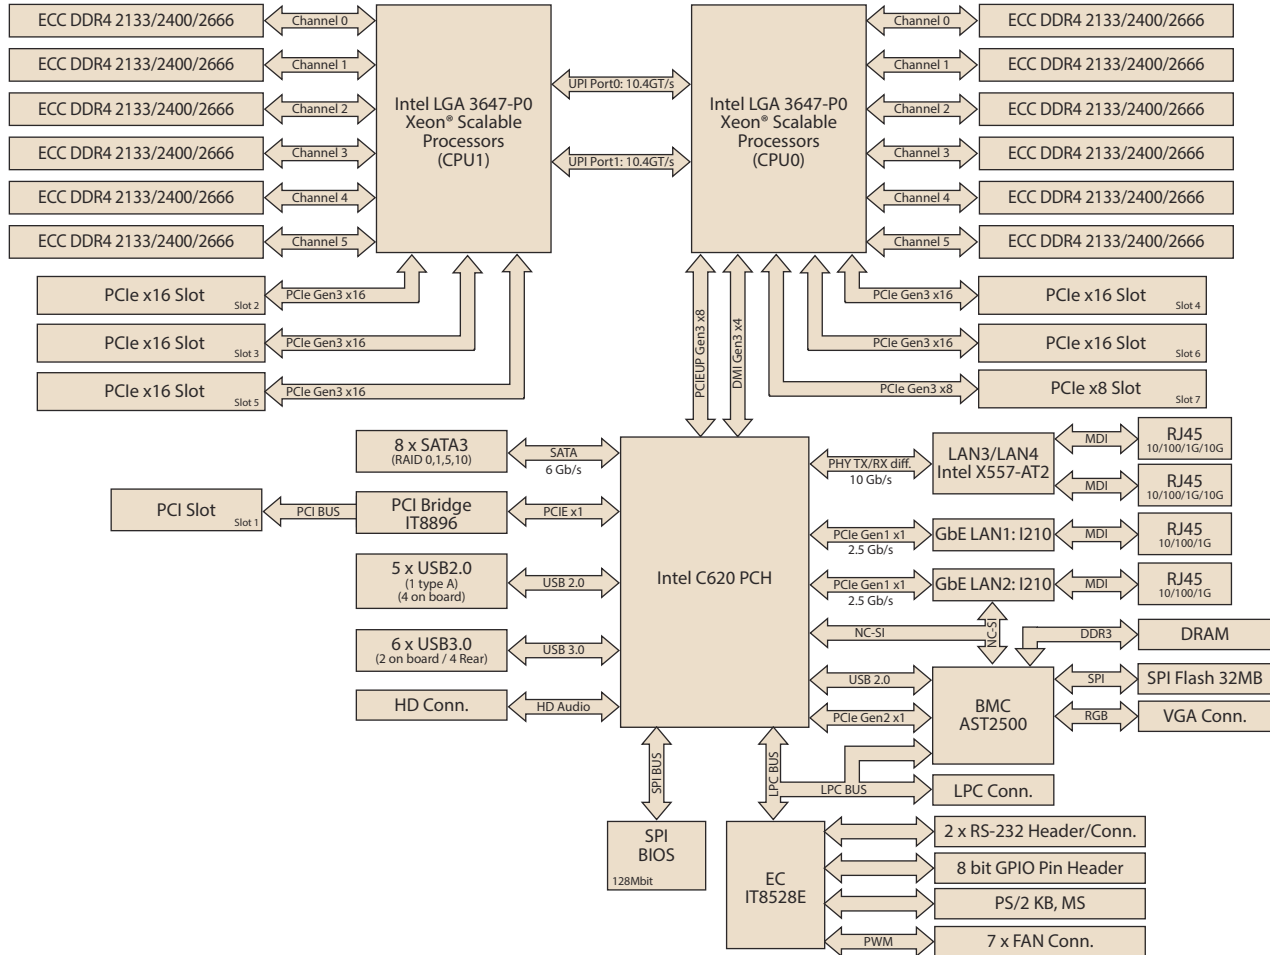 ECC DDR4 2133/2400/2666
Channel 0
ECC DDR4 2133/2400/2666
Channel 1
ECC DDR4 2133/2400/2666
Channel 2
ECC DDR4 2133/2400/2666
Channel 3
ECC DDR4 2133/2400/2666
Channel 4
ECC DDR4 2133/2400/2666
Channel 5
Intel LGA 3647-P0
Xeon® Scalable
Processors
(CPU1)
UPI Port0: 10.4GT/s
UPI Port1: 10.4GT/s
Intel LGA 3647-P0
Xeon® Scalable
Processors
(CPU0)
Channel 0
ECC DDR4 2133/2400/2666
Channel 1
ECC DDR4 2133/2400/2666
Channel 2
ECC DDR4 2133/2400/2666
Channel 3
ECC DDR4 2133/2400/2666
Channel 4
ECC DDR4 2133/2400/2666
Channel 5
ECC DDR4 2133/2400/2666
PCIe x16 Slot
Slot 2
PCIe Gen3 x16
PCIe x16 Slot
Slot 3
PCIe Gen3 x16
PCIe x16 Slot
Slot 5
PCIe Gen3 x16
PCIEUP Gen3 x8
DMI Gen3 x4
PCIe Gen3 x16
PCIe x16 Slot
Slot 4
PCIe Gen3 x16
PCIe x16 Slot
Slot 6
PCIe Gen3 x8
PCIe x8 Slot
Slot 7
8 x SATA3
(RAID 0,1,5,10)
SATA
6 Gb/s
PCI Slot
Slot 1
PCI BUS
PCI Bridge
IT8896
PCIE x1
5 x USB2.0
(1 type A)
(4 on board)
USB 2.0
6 x USB3.0
(2 on board / 4 Rear)
USB 3.0
HD Conn.
HD Audio
Intel C620 PCH
PHY TX/RX diff.
10 Gb/s
LAN3/LAN4
Intel X557-AT2
MDI
RJ45
10/100/1G/10G
MDI
RJ45
10/100/1G/10G
PCIe Gen1 x1
2.5 Gb/s
GbE LAN1: I210
MDI
RJ45
10/100/1G
PCIe Gen1 x1
2.5 Gb/s
GbE LAN2: I210
MDI
RJ45
10/100/1G
NC-SI
NC-SI
DDR3
DRAM
USB 2.0
PCIe Gen2 x1
BMC
AST2500
SPI
SPI Flash 32MB
RGB
VGA Conn.
SPI BUS
LPC BUS
LPC BUS
LPC Conn.
SPI
BIOS
128Mbit
EC
IT8528E
2 x RS-232 Header/Conn.
8 bit GPIO Pin Header
PS/2 KB, MS
PWM
7 x FAN Conn.